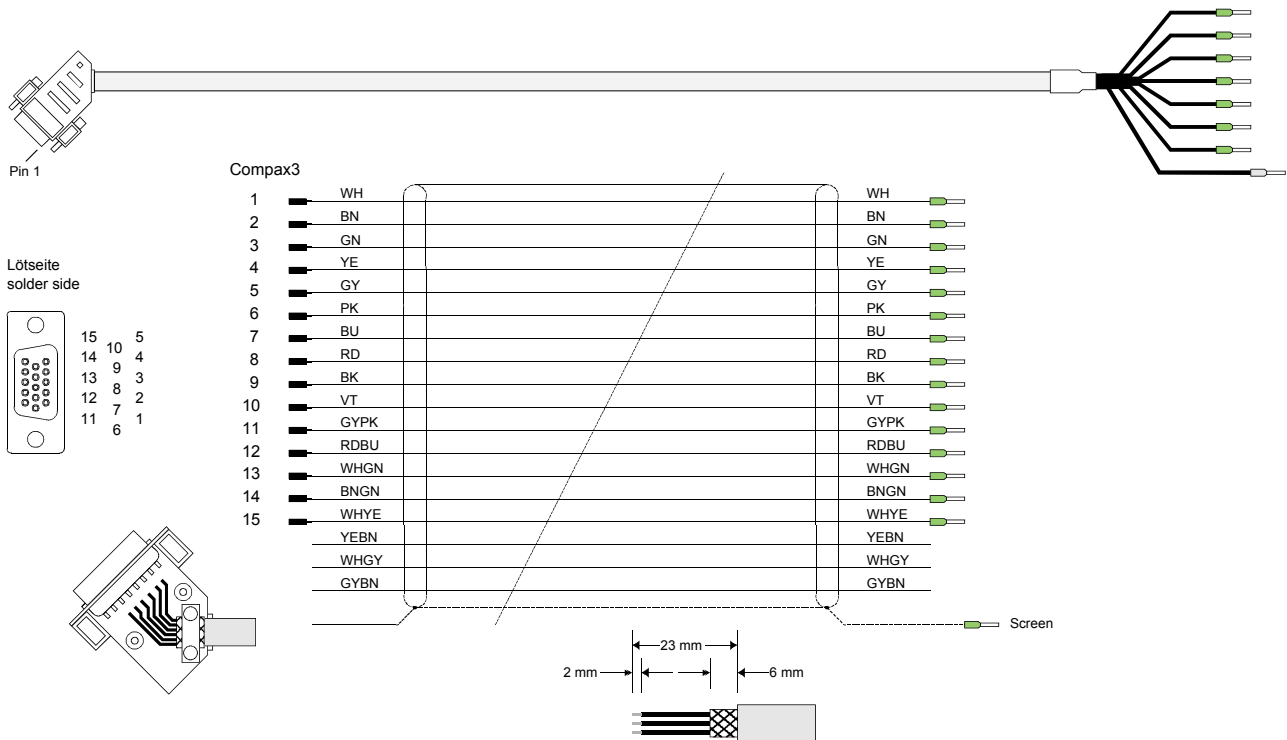 Pin 1
Compax3
1 WH WH
2 BN BN
3 GN GN
4 YE YE
5 GY GY
6 PK PK
7 BU BU
8 RD RD
9 BK BK
10 VT VT
11 GYPK GYPK
12 RDBU RDBU
13 WHGN WHGN
14 BNGN BNGN
15 WHYE WHYE
YEBN YEBN
WHGY WHGY
GYBN GYBN
Screen
Lötseite
solder side
15 5
10
14 4
9
13 3
8
12 2
7
11 1
6
23 mm
2 mm 6 mm